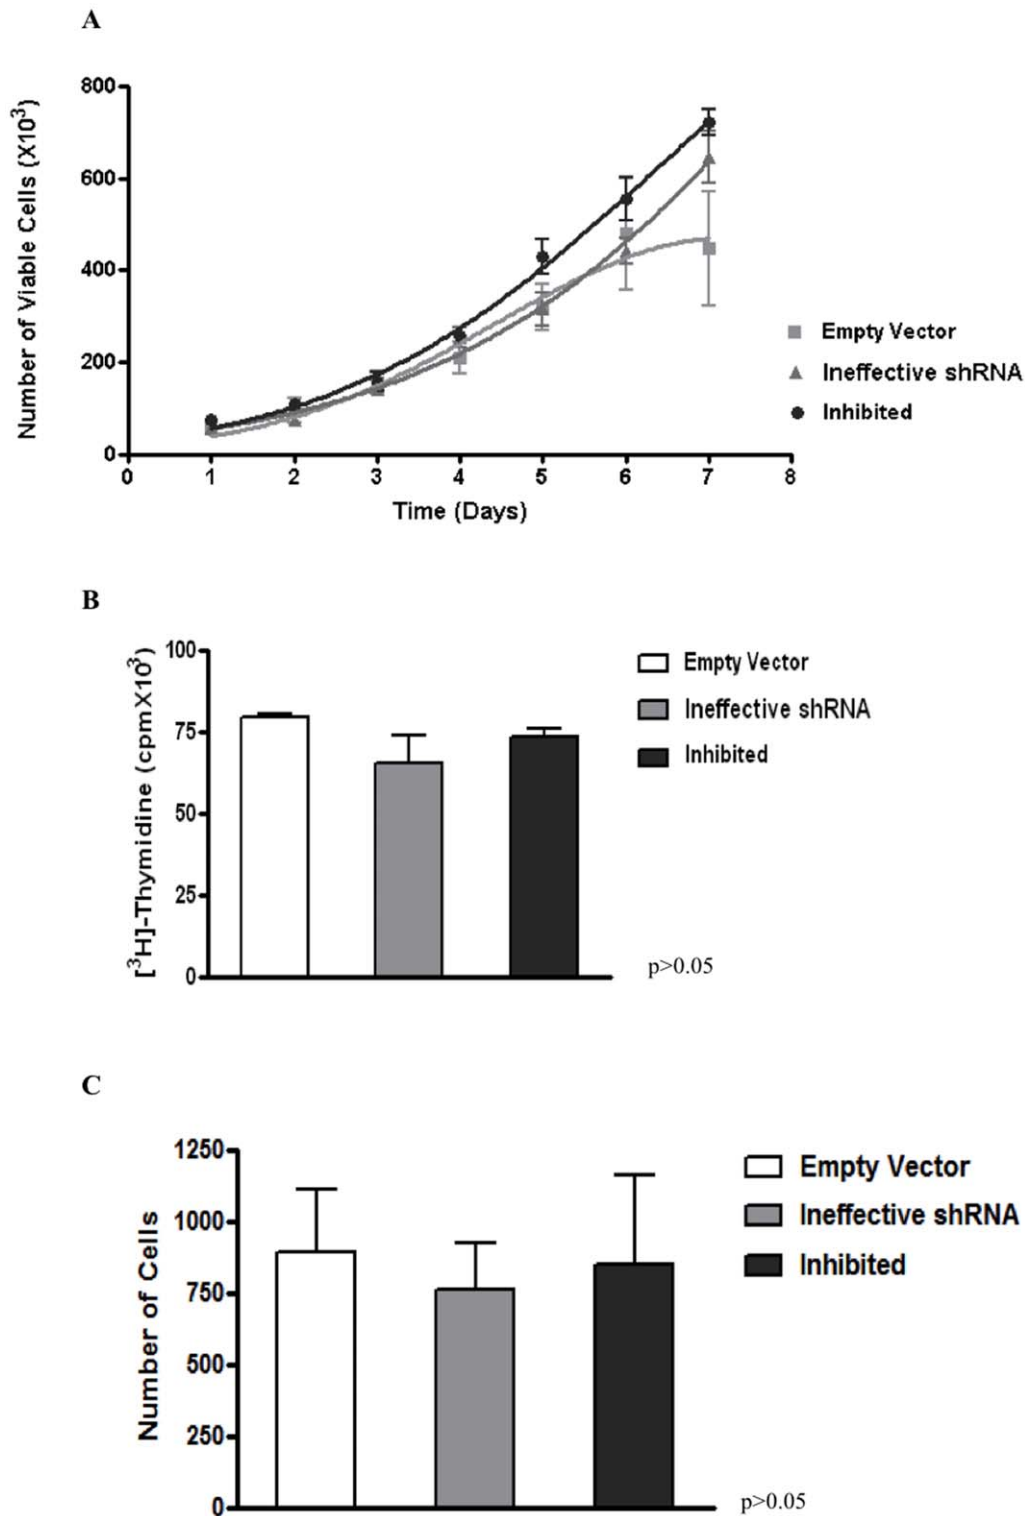 A
Number of Viable Cells (X10³)
800
600
400
200
0
0 1 2 3 4 5 6 7 8
Time (Days)
Empty Vector
Ineffective shRNA
Inhibited
B
[³H]-Thymidine (cpmX10³)
100
75
50
25
0
Empty Vector
Ineffective shRNA
Inhibited
p>0.05
C
Number of Cells
1250
1000
750
500
250
0
Empty Vector
Ineffective shRNA
Inhibited
p>0.05